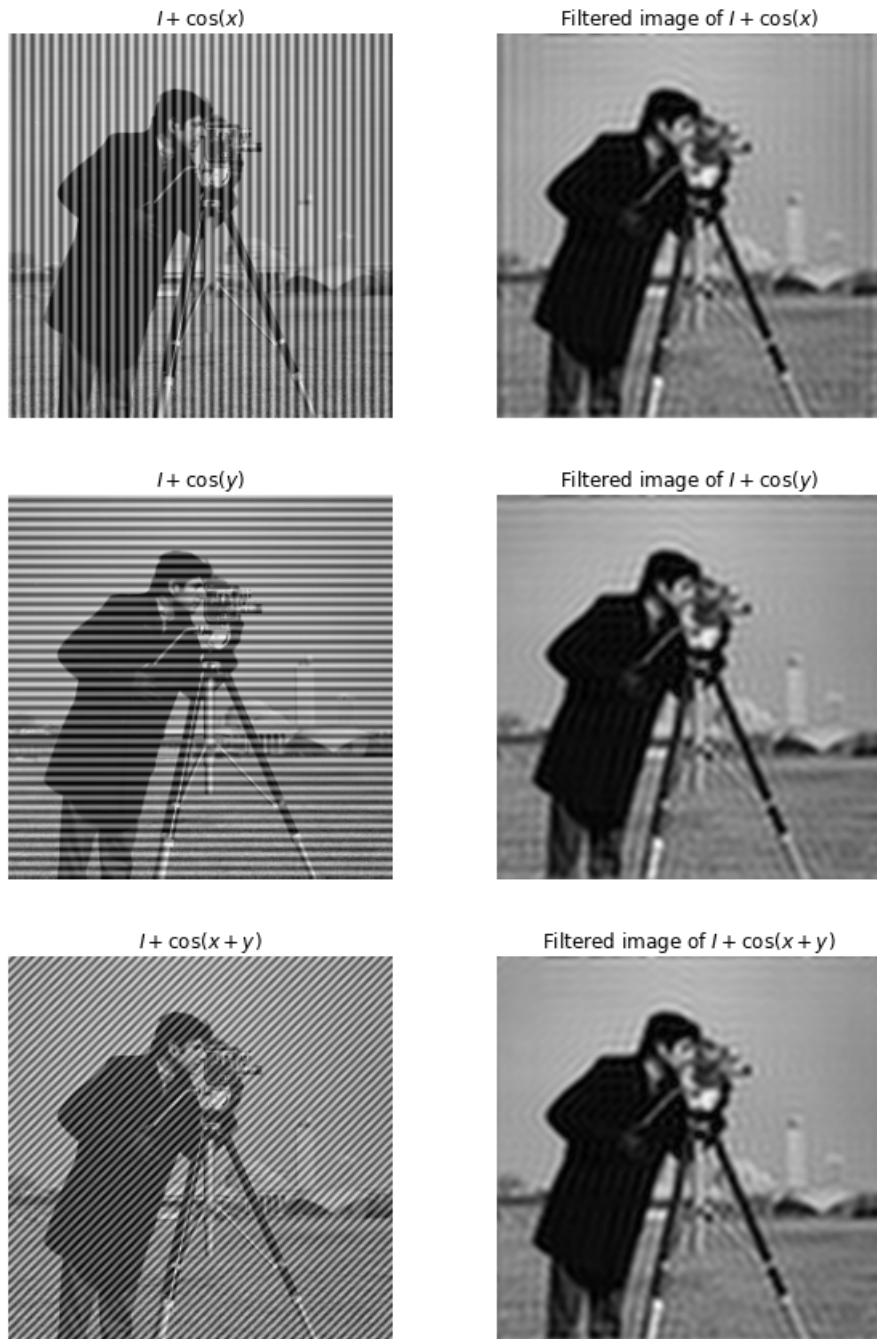 I + cos(x)
Filtered image of I + cos(x)
I + cos(y)
Filtered image of I + cos(y)
I + cos(x + y)
Filtered image of I + cos(x + y)